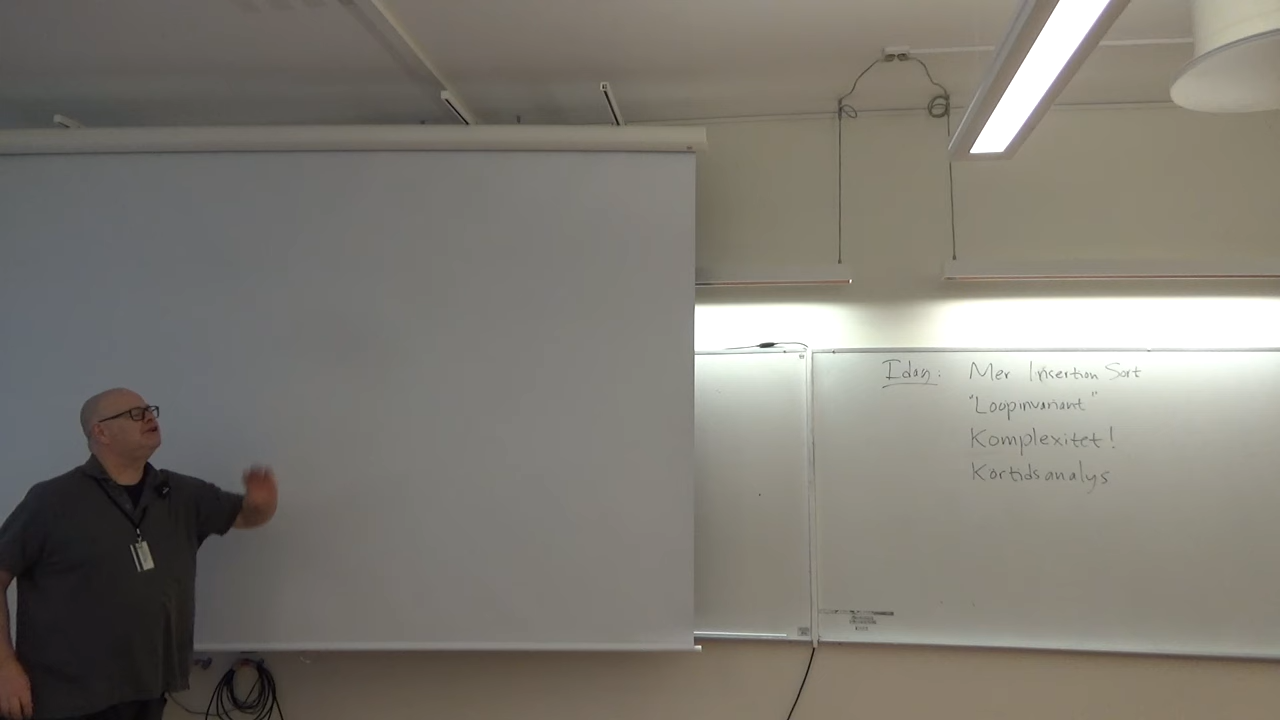 Idag: Mer Insertion Sort
"Loopinvariant"
Komplexitet!
Körtidsanalys